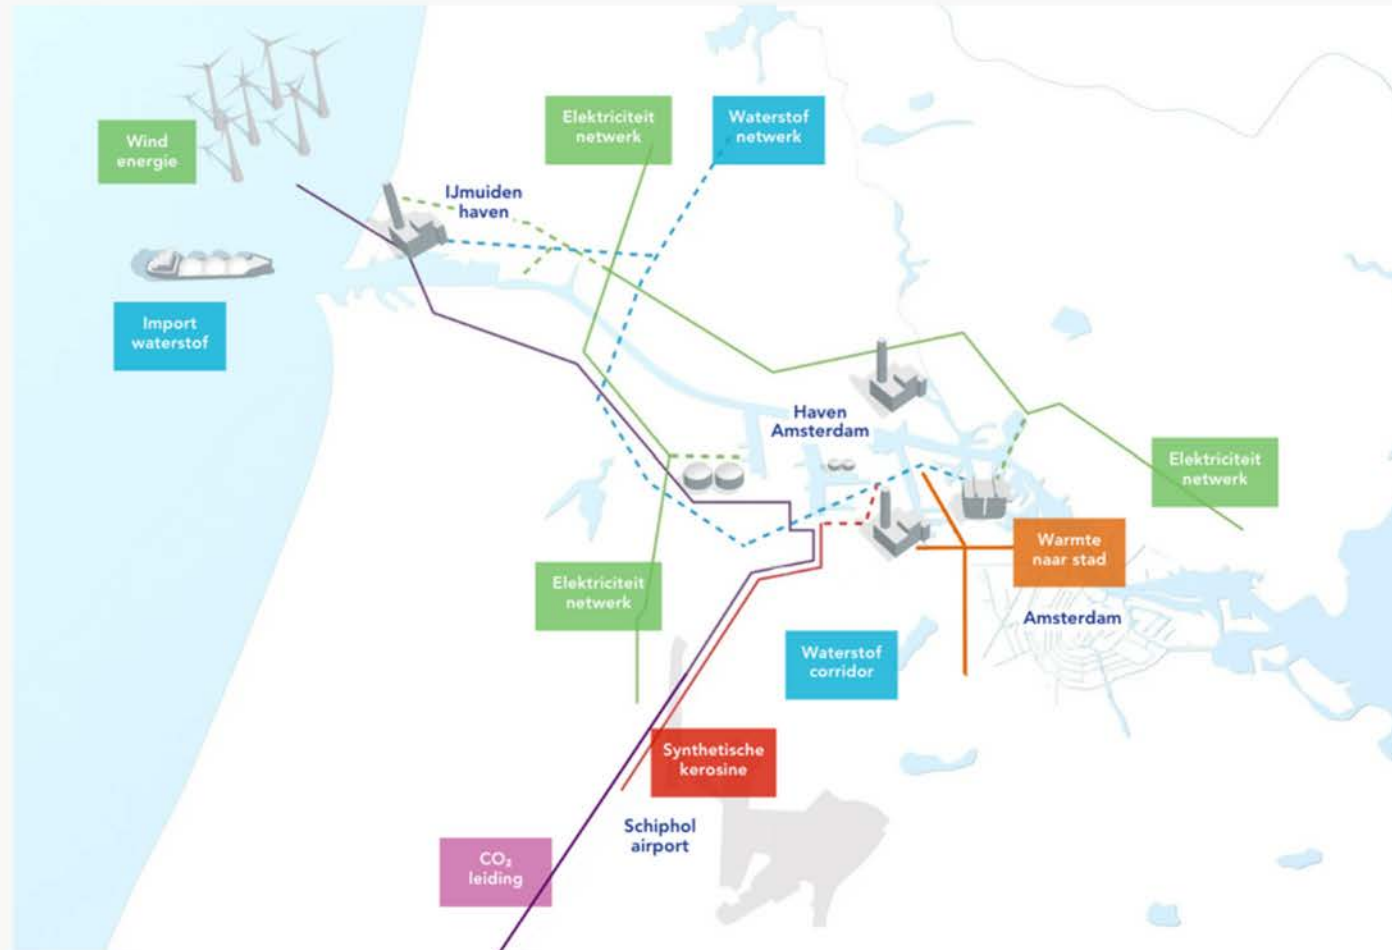 Elektriciteit
netwerk
Waterstof
netwerk
Wind
energie
IJmuiden
haven
Import
waterstof
Haven
Amsterdam
Elektriciteit
netwerk
Warmte
naar stad
Elektriciteit
netwerk
Amsterdam
Waterstof
corridor
Synthetische
kerosine
Schiphol
airport
CO₂
leiding